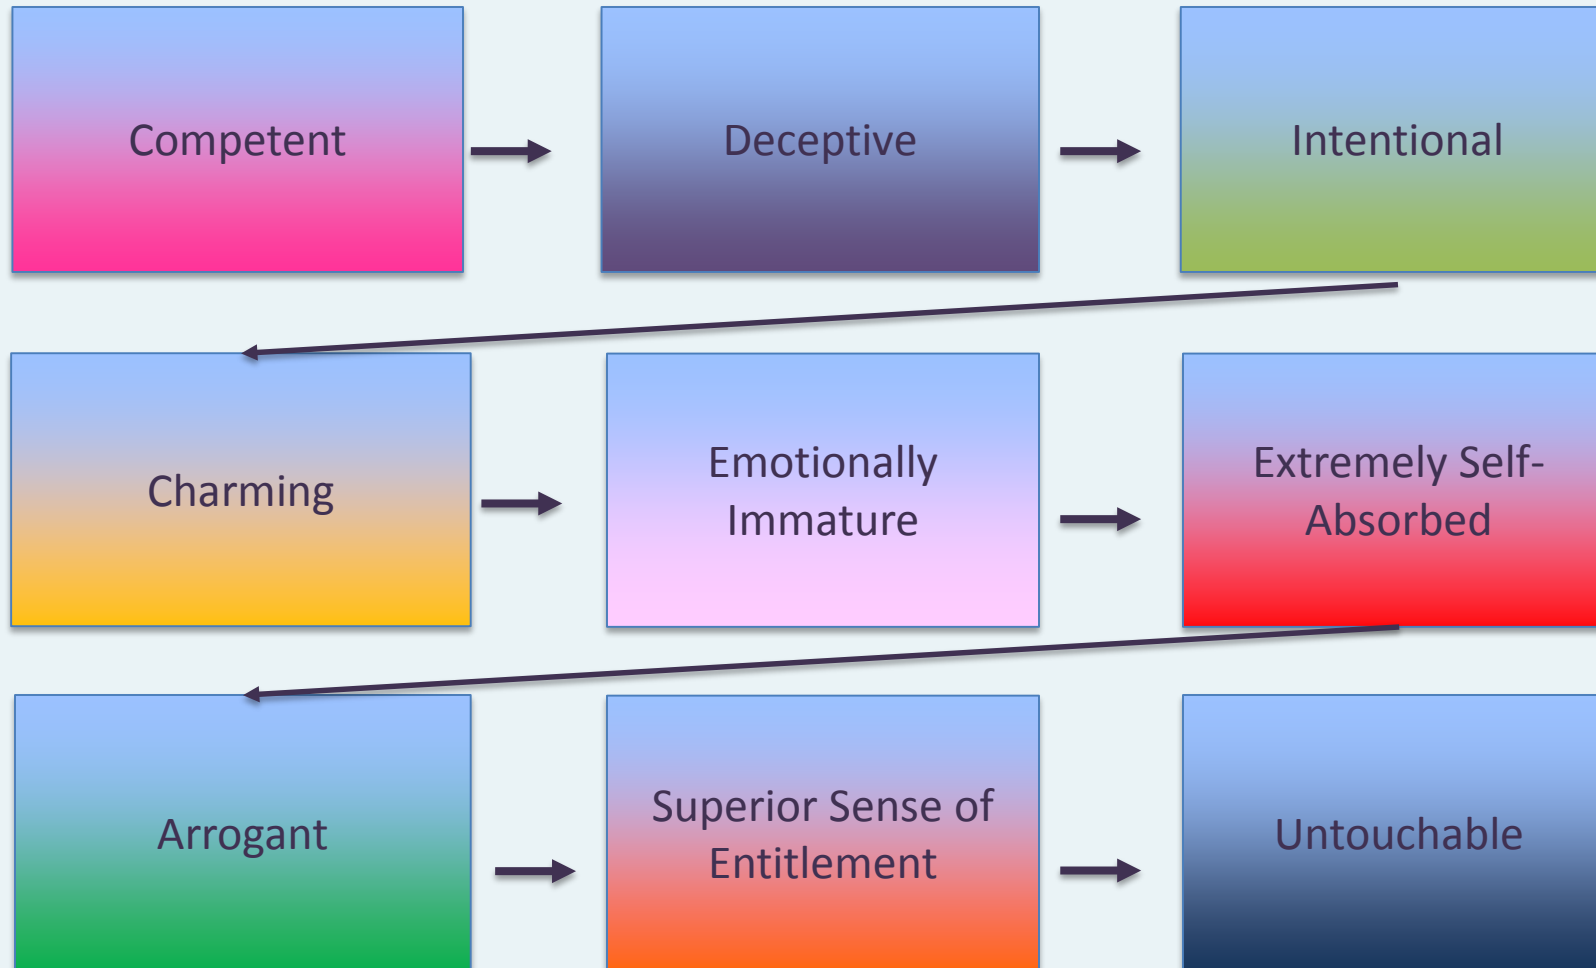 Competent
Deceptive
Intentional
Charming
Emotionally
Immature
Extremely Self-
Absorbed
Arrogant
Superior Sense of
Entitlement
Untouchable